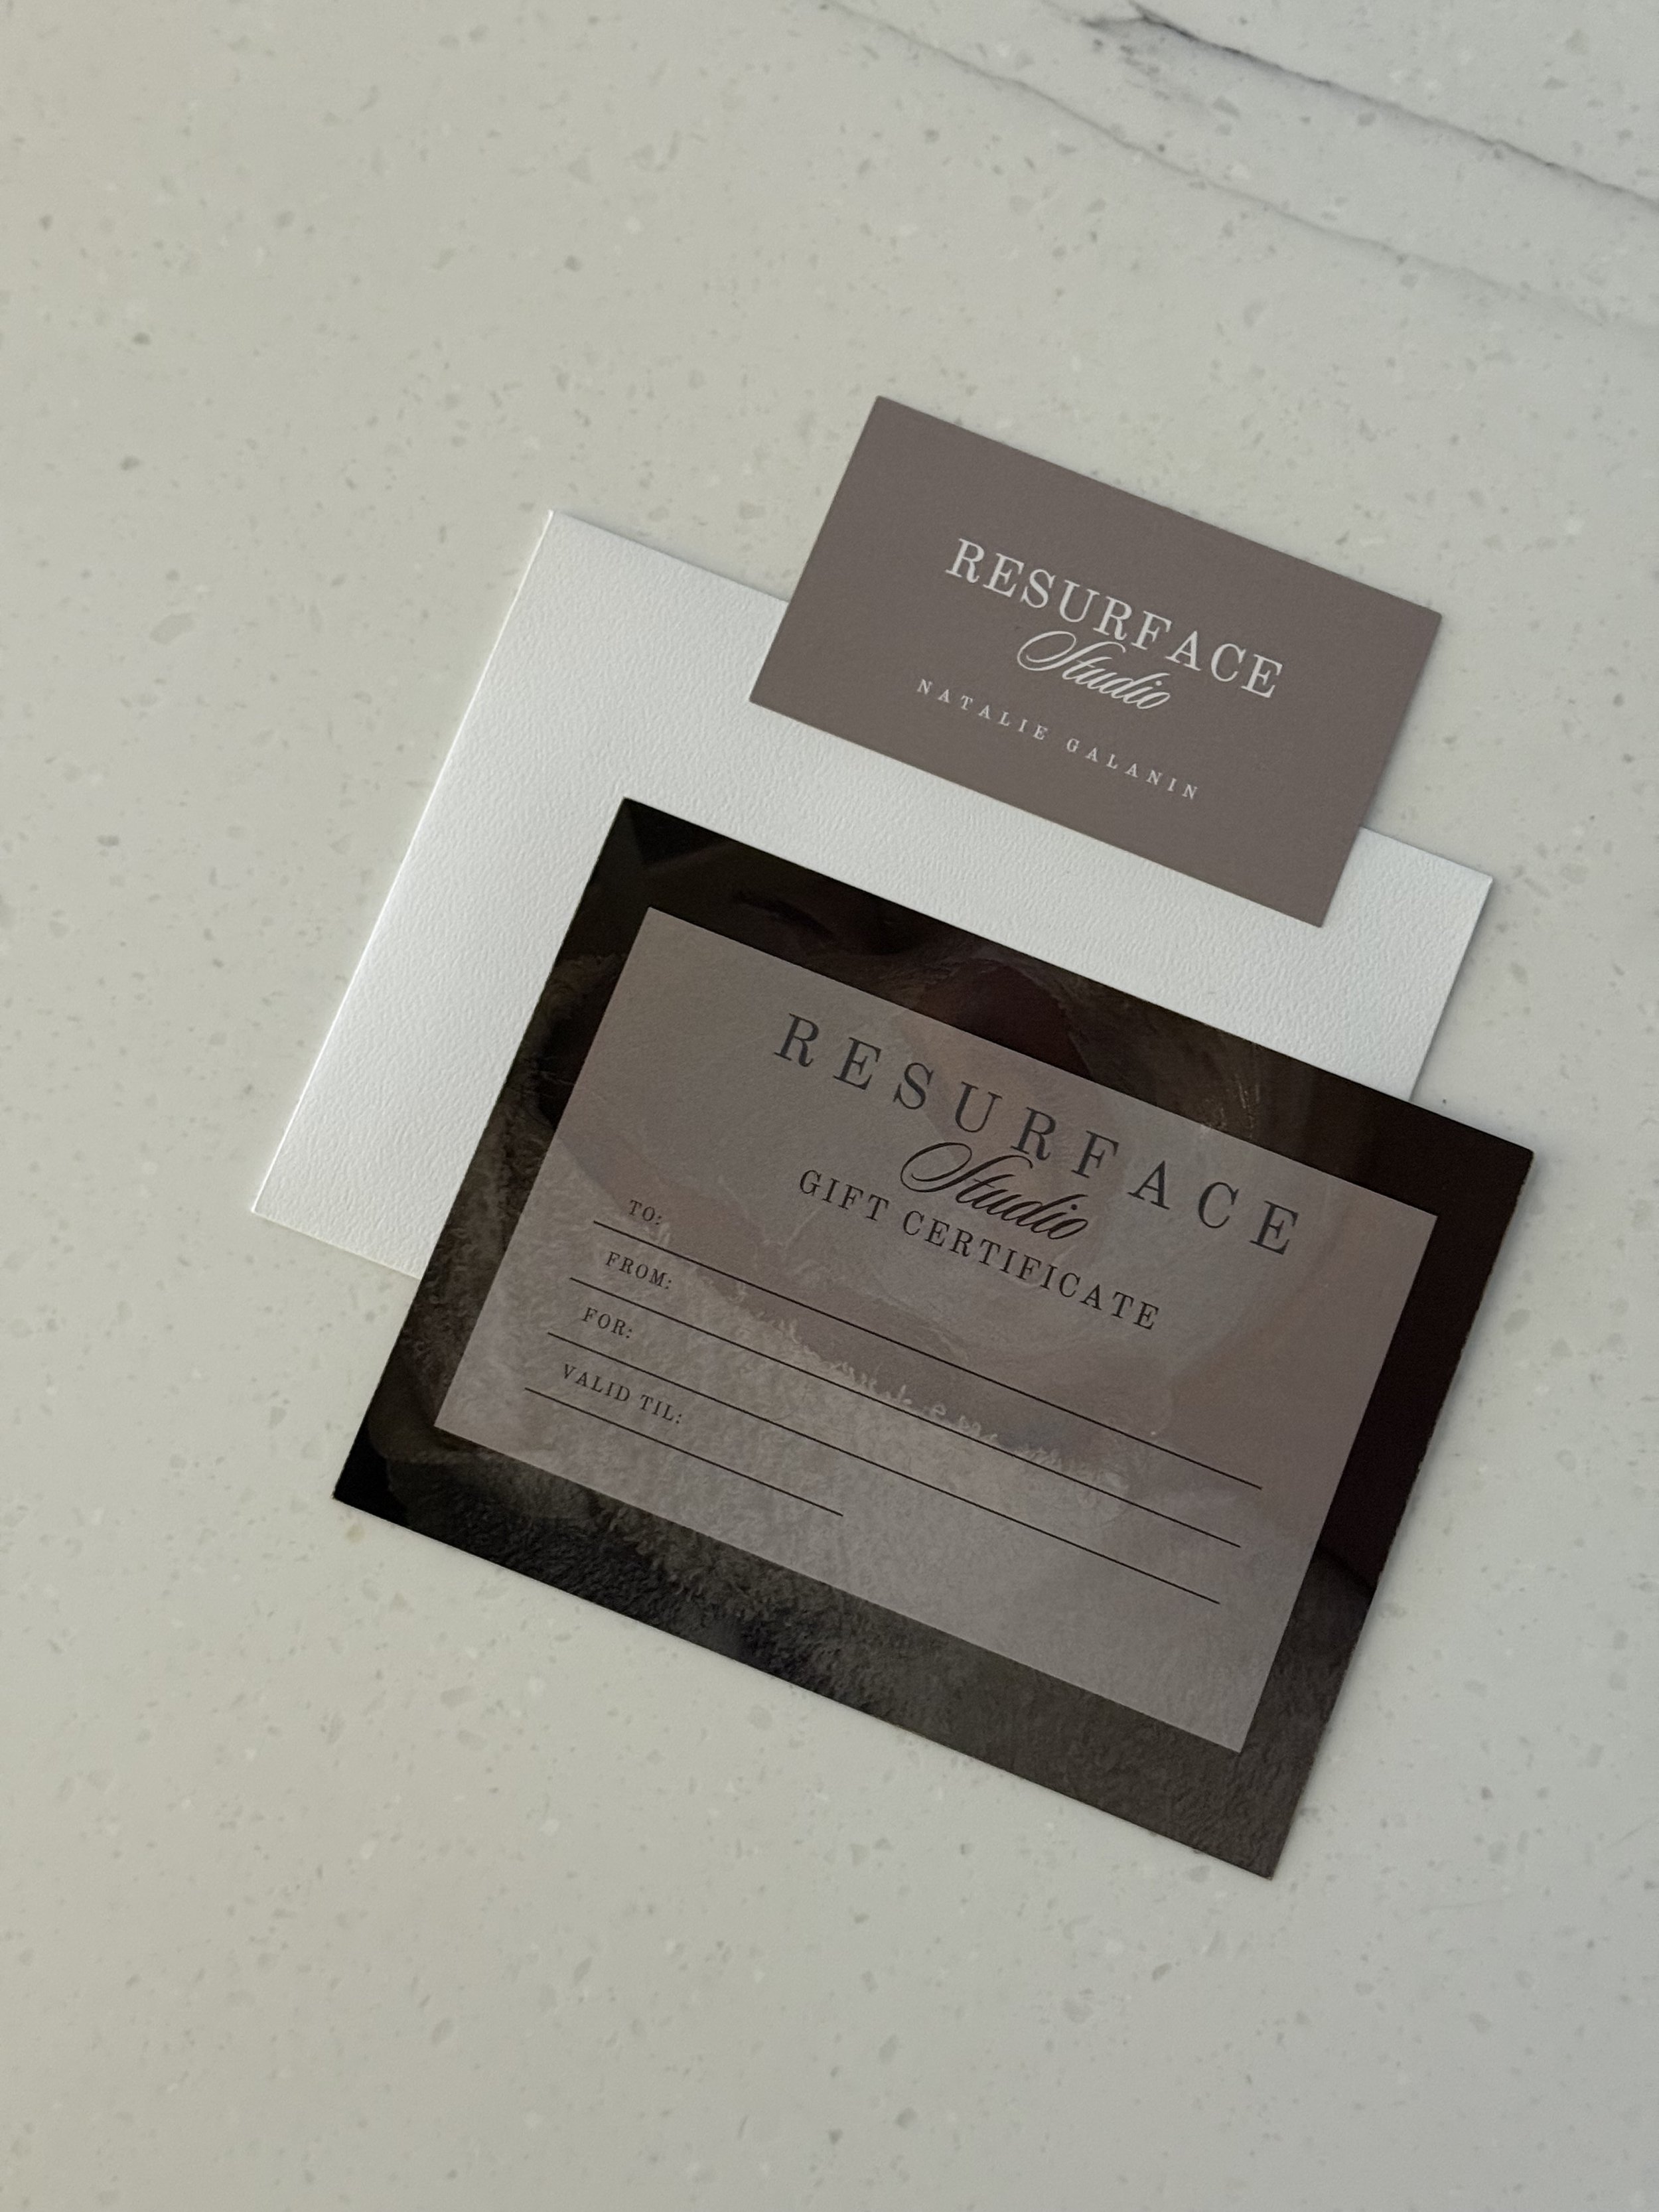 RESURFACE
Studio
NATALIE GALANIN
RESURFACE
Studio
GIFT CERTIFICATE
TO:
FROM:
FOR:
VALID TIL: